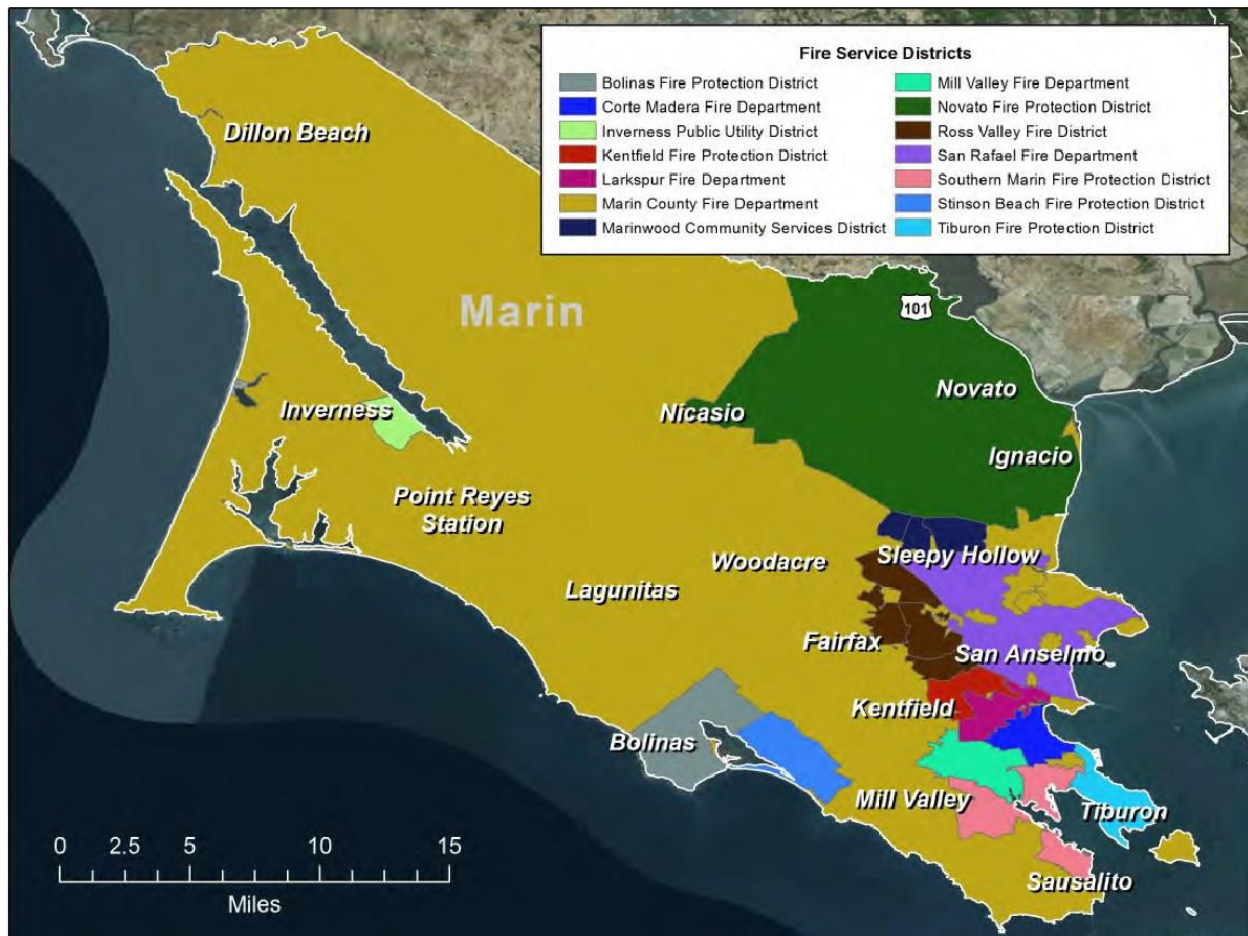 Fire Service Districts
Bolinas Fire Protection District
Corte Madera Fire Department
Inverness Public Utility District
Kentfield Fire Protection District
Larkspur Fire Department
Marin County Fire Department
Marinwood Community Services District
Mill Valley Fire Department
Novato Fire Protection District
Ross Valley Fire District
San Rafael Fire Department
Southern Marin Fire Protection District
Stinson Beach Fire Protection District
Tiburon Fire Protection District
Dillon Beach
Marin
101
Novato
Inverness
Nicasio
Ignacio
Point Reyes
Station
Sleepy Hollow
Woodacre
Lagunitas
Fairfax
San Anselmo
Kentfield
Bolinas
Mill Valley
Tiburon
Sausalito
0 2.5 5 10 15
Miles